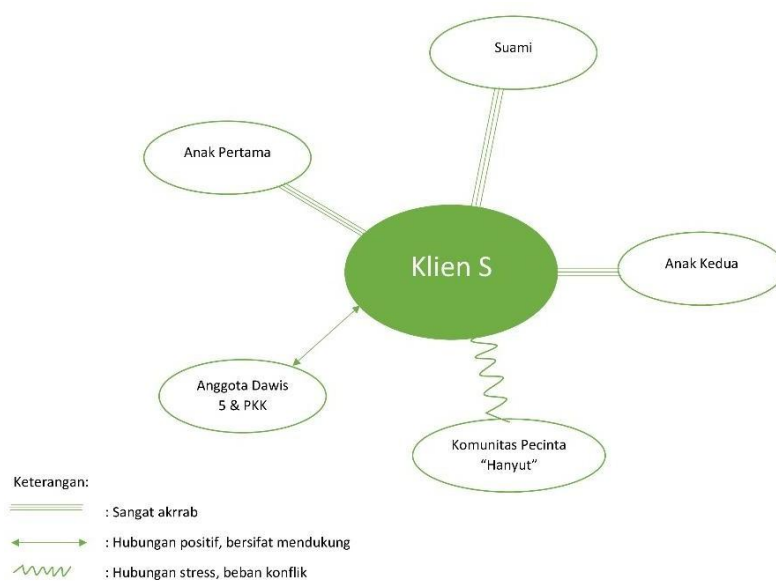 Suami
Anak Pertama
Klien S
Anak Kedua
Anggota Dawis
5 & PKK
Komunitas Pecinta
“Hanyut”
Keterangan:
: Sangat akrrab
: Hubungan positif, bersifat mendukung
: Hubungan stress, beban konflik